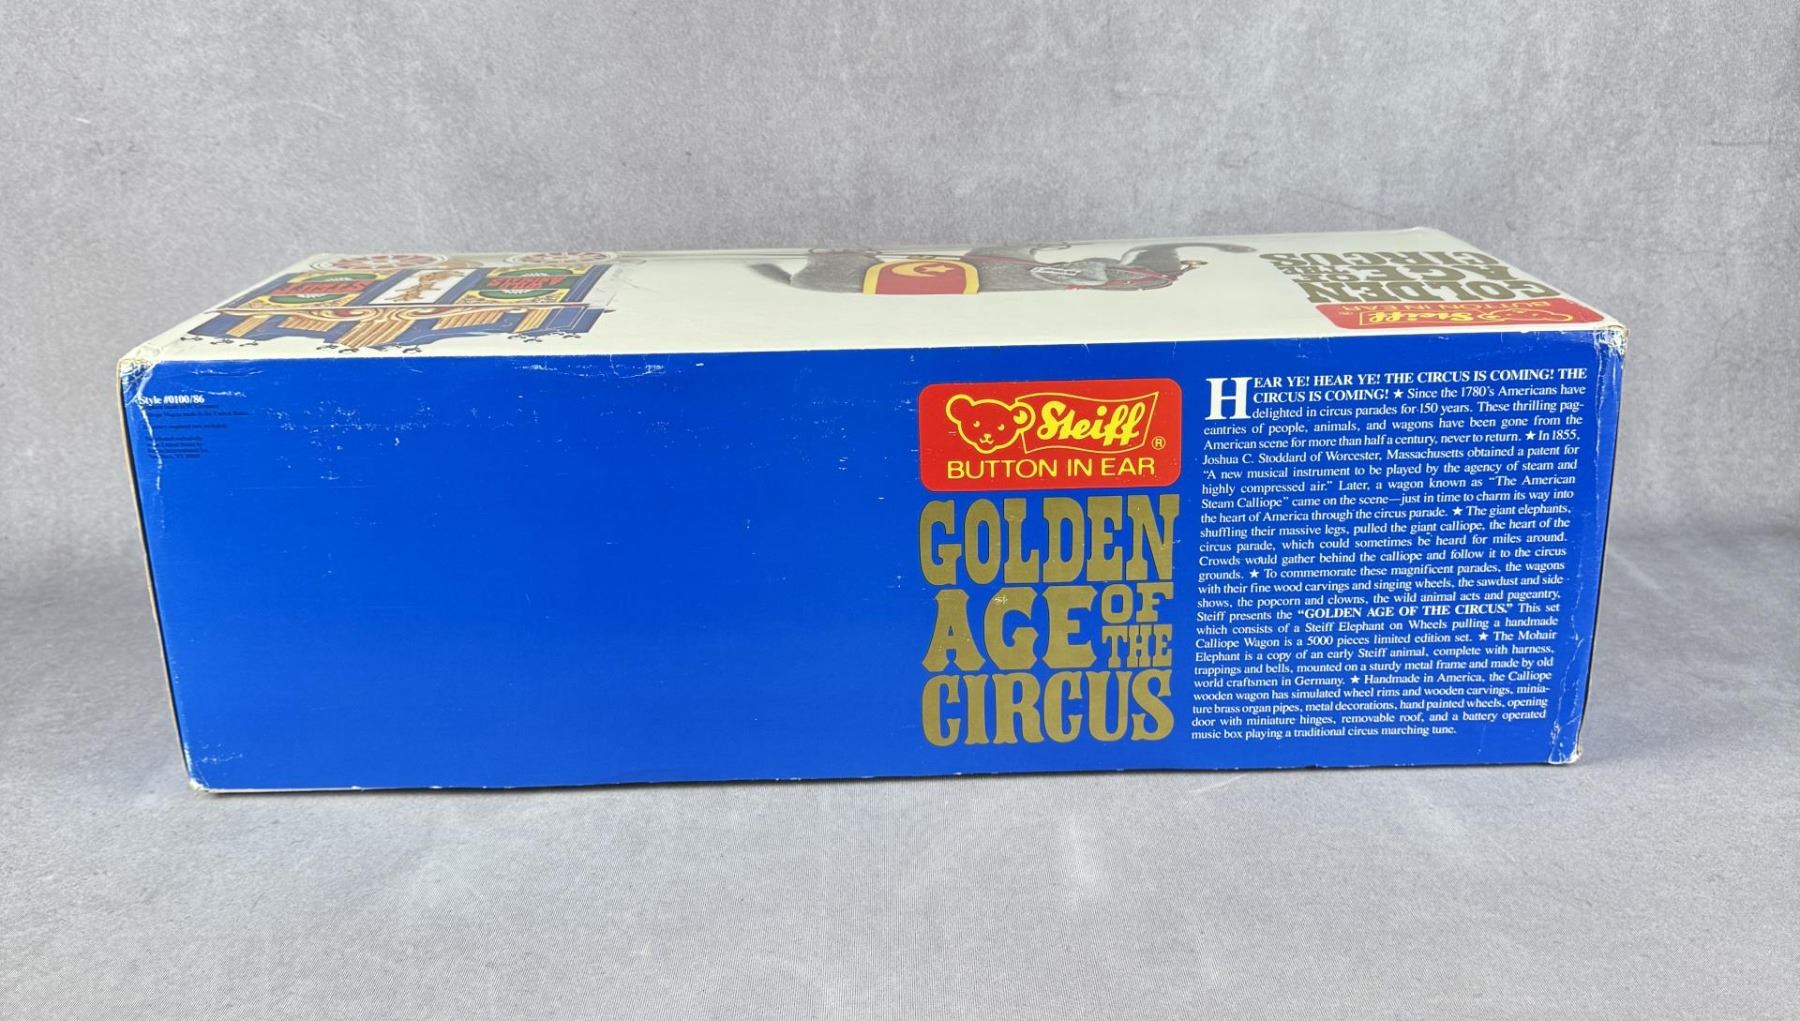 STEIFF
BUTTON IN EAR
Steiff ®
GOLDEN
AGE OF
THE
CIRCUS
Style #0100/86
Steiff ®
BUTTON IN EAR
GOLDEN
AGE OF
THE
CIRCUS
HEAR YE! HEAR YE! THE CIRCUS IS COMING! THE
CIRCUS IS COMING! ★ Since the 1780's Americans have
delighted in circus parades for 150 years. These thrilling pag-
eantries of people, animals, and wagons have been gone from the
American scene for more than half a century, never to return. ★ In 1855,
Joshua C. Stoddard of Worcester, Massachusetts obtained a patent for
"A new musical instrument to be played by the agency of steam and
highly compressed air." Later, a wagon known as "The American
Steam Calliope" came on the scene—just in time to charm its way into
the heart of America through the circus parade. ★ The giant elephants,
shuffling their massive legs, pulled the giant calliope, the heart of the
circus parade, which could sometimes be heard for miles around.
Crowds would gather behind the calliope and follow it to the circus
grounds. ★ To commemorate these magnificent parades, the wagons
with their fine wood carvings and singing wheels, the sawdust and side
shows, the popcorn and clowns, the wild animal acts and pageantry,
Steiff presents the "GOLDEN AGE OF THE CIRCUS." This set
which consists of a Steiff Elephant on Wheels pulling a handmade
Calliope Wagon is a 5000 pieces limited edition set. ★ The Mohair
Elephant is a copy of an early Steiff animal, complete with harness,
trappings and bells, mounted on a sturdy metal frame and made by old
world craftsmen in Germany. ★ Handmade in America, the Calliope
wooden wagon has simulated wheel rims and wooden carvings, minia-
ture brass organ pipes, metal decorations, hand painted wheels, opening
door with miniature hinges, removable roof, and a battery operated
music box playing a traditional circus marching tune.